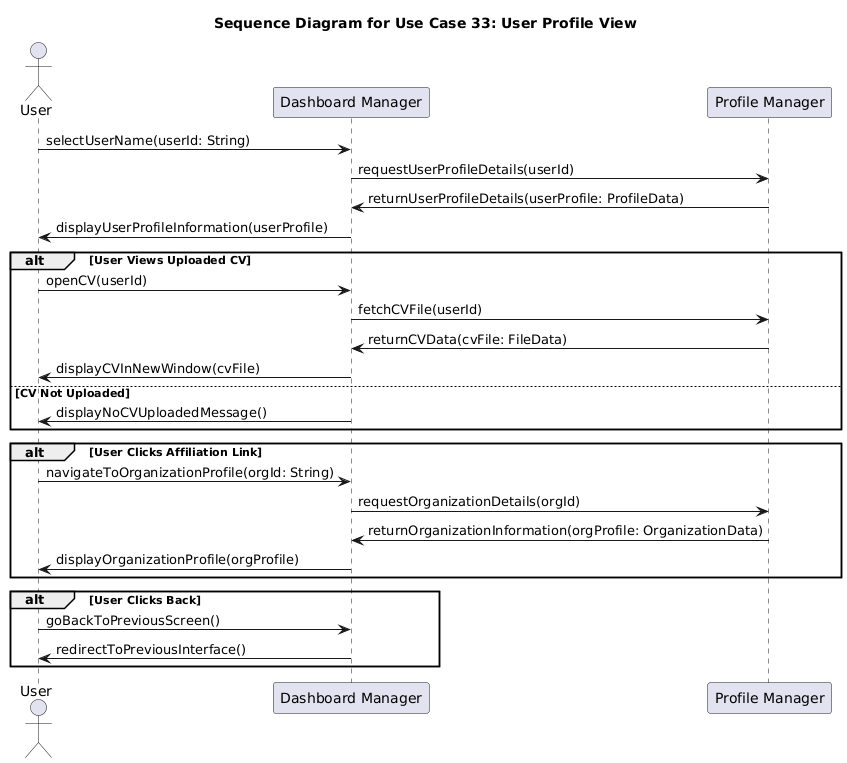 Sequence Diagram for Use Case 33: User Profile View
User
Dashboard Manager
Profile Manager
selectUserName(userId: String)
requestUserProfileDetails(userId)
returnUserProfileDetails(userProfile: ProfileData)
displayUserProfileInformation(userProfile)
alt [User Views Uploaded CV]
openCV(userId)
fetchCVFile(userId)
returnCVData(cvFile: FileData)
displayCVInNewWindow(cvFile)
[CV Not Uploaded]
displayNoCVUploadedMessage()
alt [User Clicks Affiliation Link]
navigateToOrganizationProfile(orgId: String)
requestOrganizationDetails(orgId)
returnOrganizationInformation(orgProfile: OrganizationData)
displayOrganizationProfile(orgProfile)
alt [User Clicks Back]
goBackToPreviousScreen()
redirectToPreviousInterface()
User
Dashboard Manager
Profile Manager